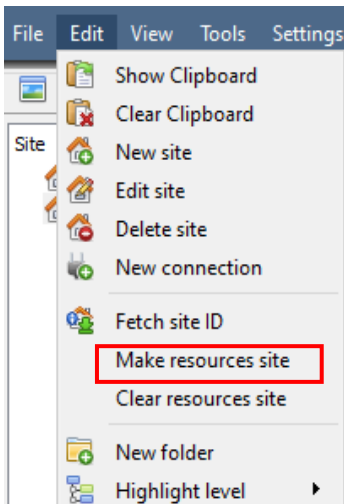 File Edit View Tools Settings
Show Clipboard
Clear Clipboard
Site
New site
Edit site
Delete site
New connection
Fetch site ID
Make resources site
Clear resources site
New folder
Highlight level